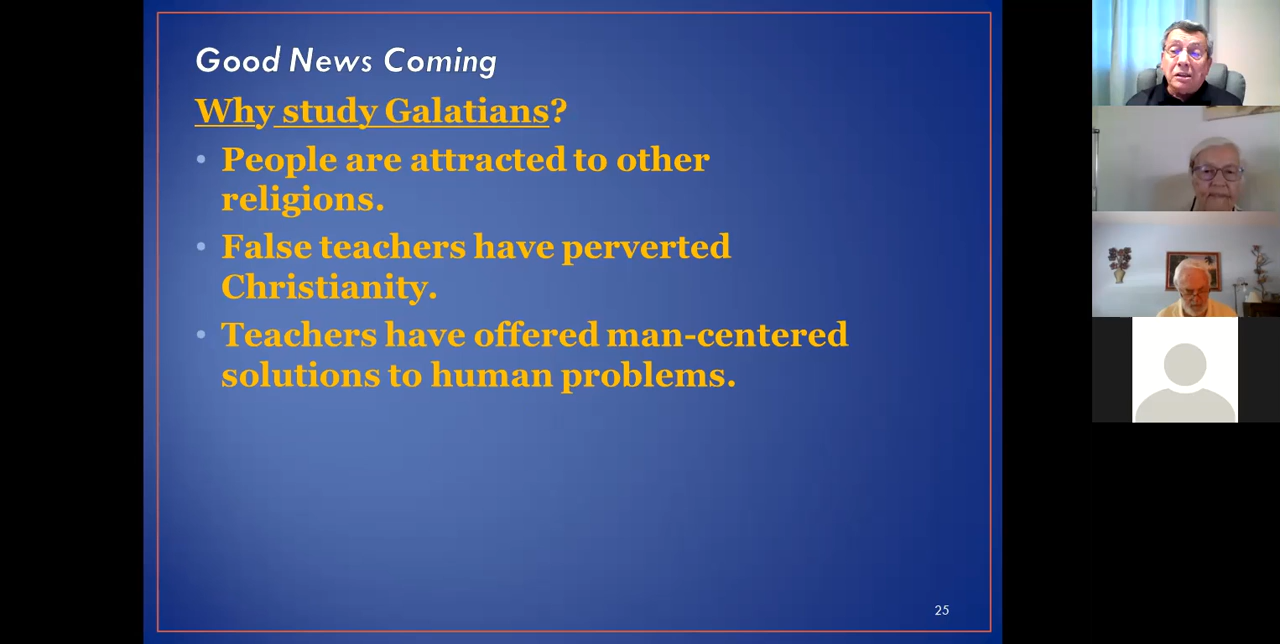 Good News Coming
Why study Galatians?
• People are attracted to other
religions.
• False teachers have perverted
Christianity.
• Teachers have offered man-centered
solutions to human problems.
25